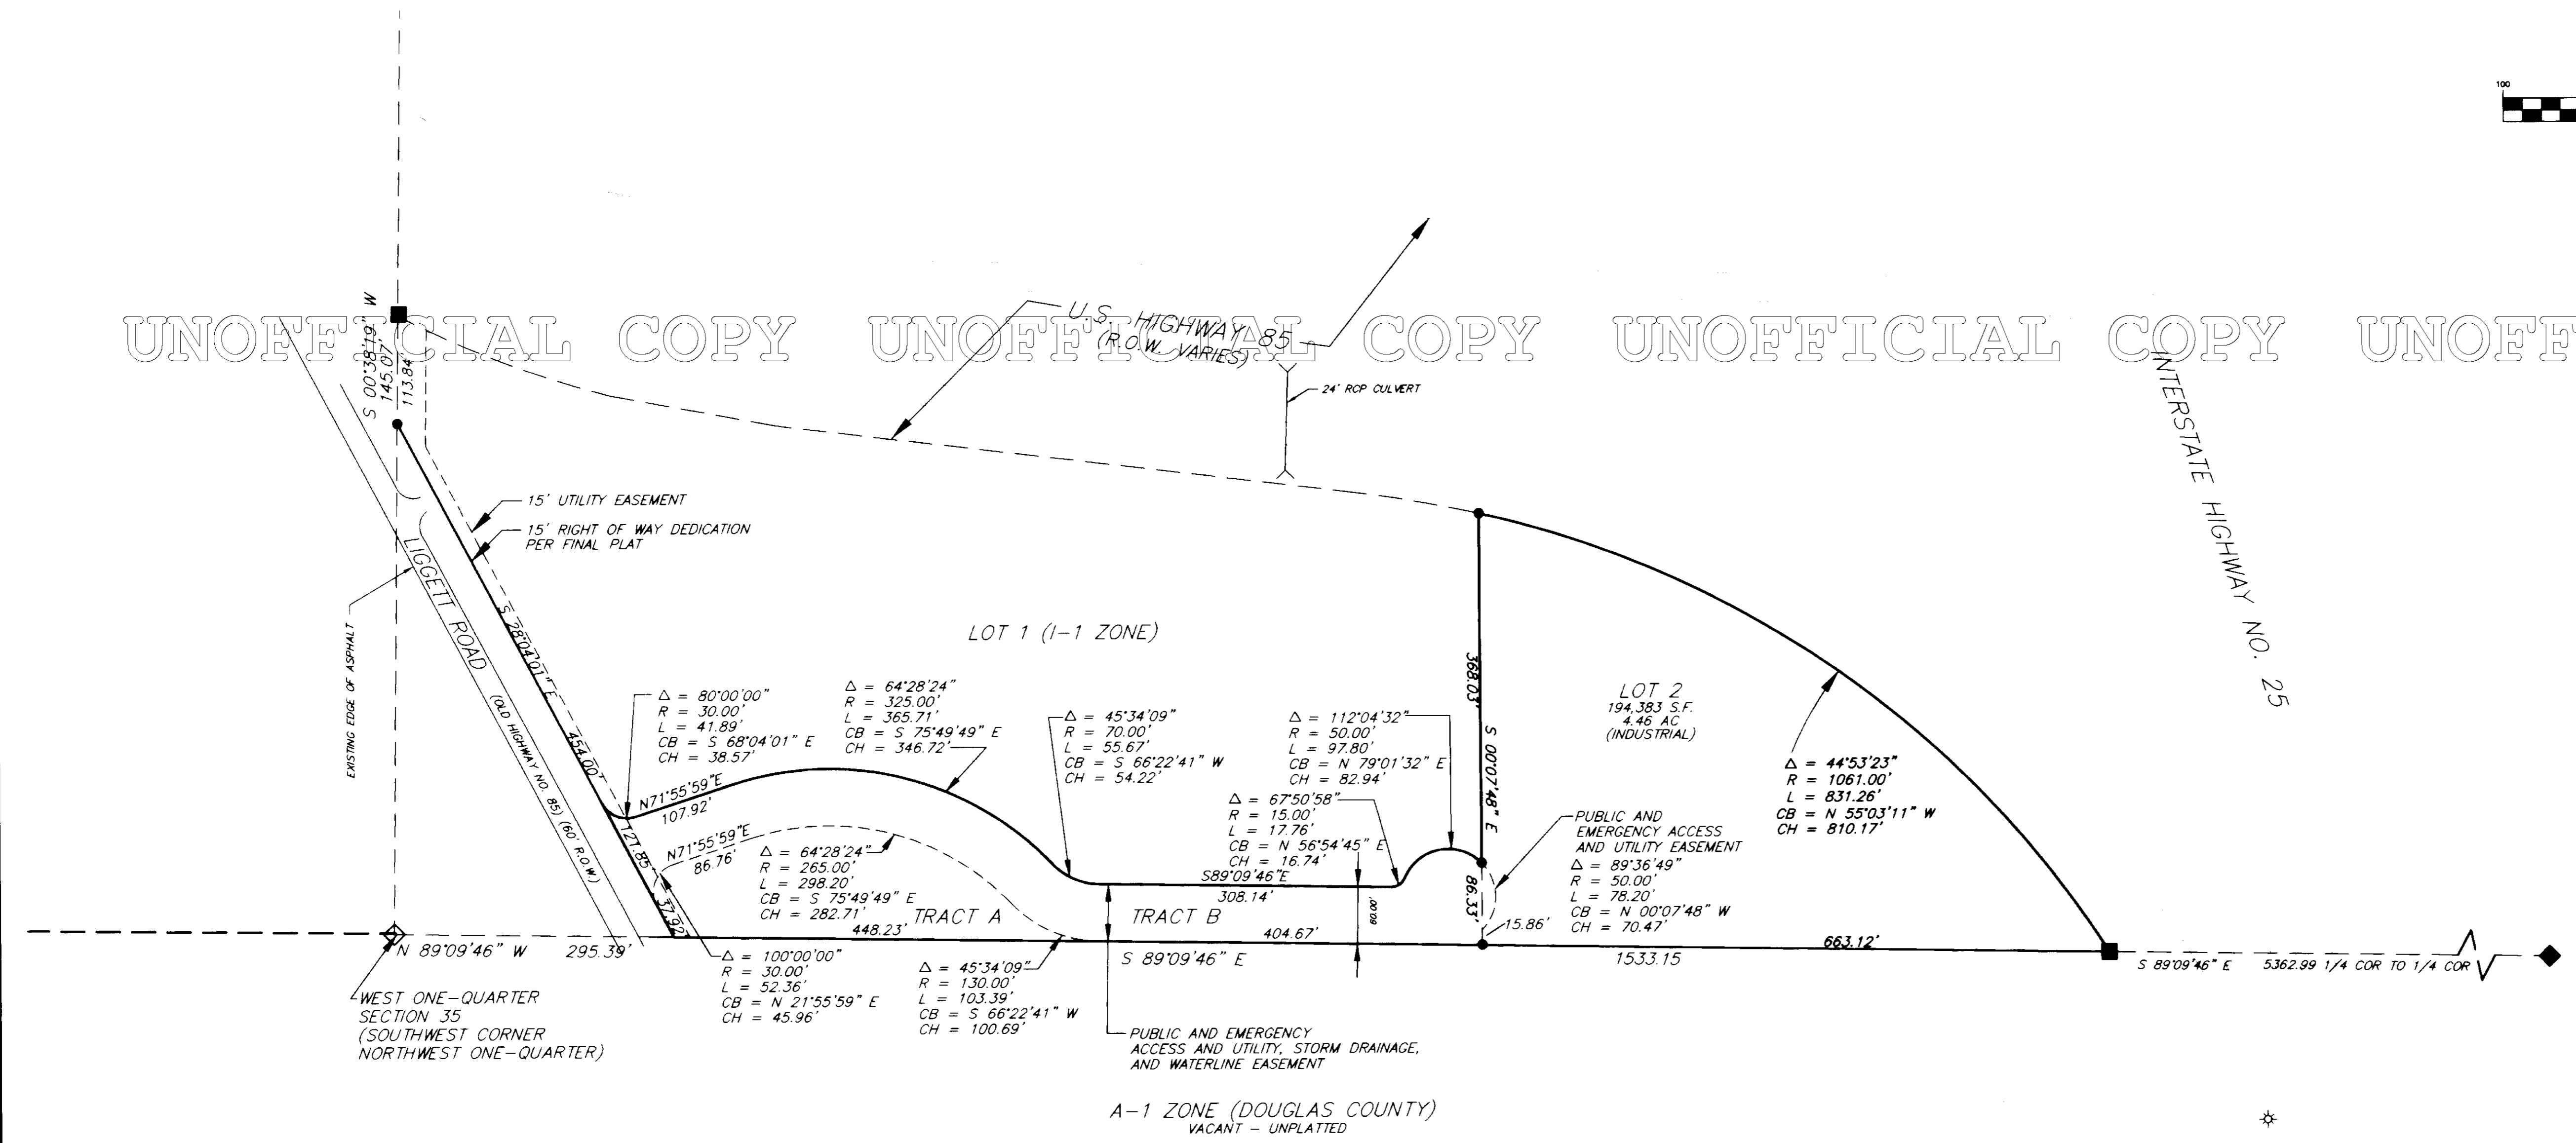 100
UNOFFICIAL COPY UNOFFICIAL COPY UNOFFICIAL COPY UNOFF
U.S. HIGHWAY 85
(R.O.W. VARIES)
24' RCP CULVERT
INTERSTATE HIGHWAY NO. 25
S 00°38'19" W
145.07'
113.84'
15' UTILITY EASEMENT
15' RIGHT OF WAY DEDICATION
PER FINAL PLAT
EXISTING EDGE OF ASPHALT
LIGGETT ROAD
(OLD HIGHWAY NO. 85) (60' R.O.W.)
S 28°04'01" E
454.00'
127.85'
37.92'
LOT 1 (I-1 ZONE)
Δ = 80°00'00"
R = 30.00'
L = 41.89'
CB = S 68°04'01" E
CH = 38.57'
Δ = 64°28'24"
R = 325.00'
L = 365.71'
CB = S 75°49'49" E
CH = 346.72'
Δ = 45°34'09"
R = 70.00'
L = 55.67'
CB = S 66°22'41" W
CH = 54.22'
Δ = 112°04'32"
R = 50.00'
L = 97.80'
CB = N 79°01'32" E
CH = 82.94'
Δ = 67°50'58"
R = 15.00'
L = 17.76'
CB = N 56°54'45" E
CH = 16.74'
368.03'
S 00°07'48" E
86.33'
LOT 2
194,383 S.F.
4.46 AC
(INDUSTRIAL)
Δ = 44°53'23"
R = 1061.00'
L = 831.26'
CB = N 55°03'11" W
CH = 810.17'
PUBLIC AND
EMERGENCY ACCESS
AND UTILITY EASEMENT
Δ = 89°36'49"
R = 50.00'
L = 78.20'
CB = N 00°07'48" W
CH = 70.47'
N71°55'59"E
107.92'
N71°55'59"E
86.76'
Δ = 64°28'24"
R = 265.00'
L = 298.20'
CB = S 75°49'49" E
CH = 282.71'
S89°09'46"E
308.14'
60.00'
TRACT A
TRACT B
448.23'
404.67'
15.86'
663.12'
N 89°09'46" W 295.39'
S 89°09'46" E
1533.15
S 89°09'46" E 5362.99 1/4 COR TO 1/4 COR
Δ = 100°00'00"
R = 30.00'
L = 52.36'
CB = N 21°55'59" E
CH = 45.96'
Δ = 45°34'09"
R = 130.00'
L = 103.39'
CB = S 66°22'41" W
CH = 100.69'
WEST ONE-QUARTER
SECTION 35
(SOUTHWEST CORNER
NORTHWEST ONE-QUARTER)
PUBLIC AND EMERGENCY
ACCESS AND UTILITY, STORM DRAINAGE,
AND WATERLINE EASEMENT
A-1 ZONE (DOUGLAS COUNTY)
VACANT - UNPLATTED